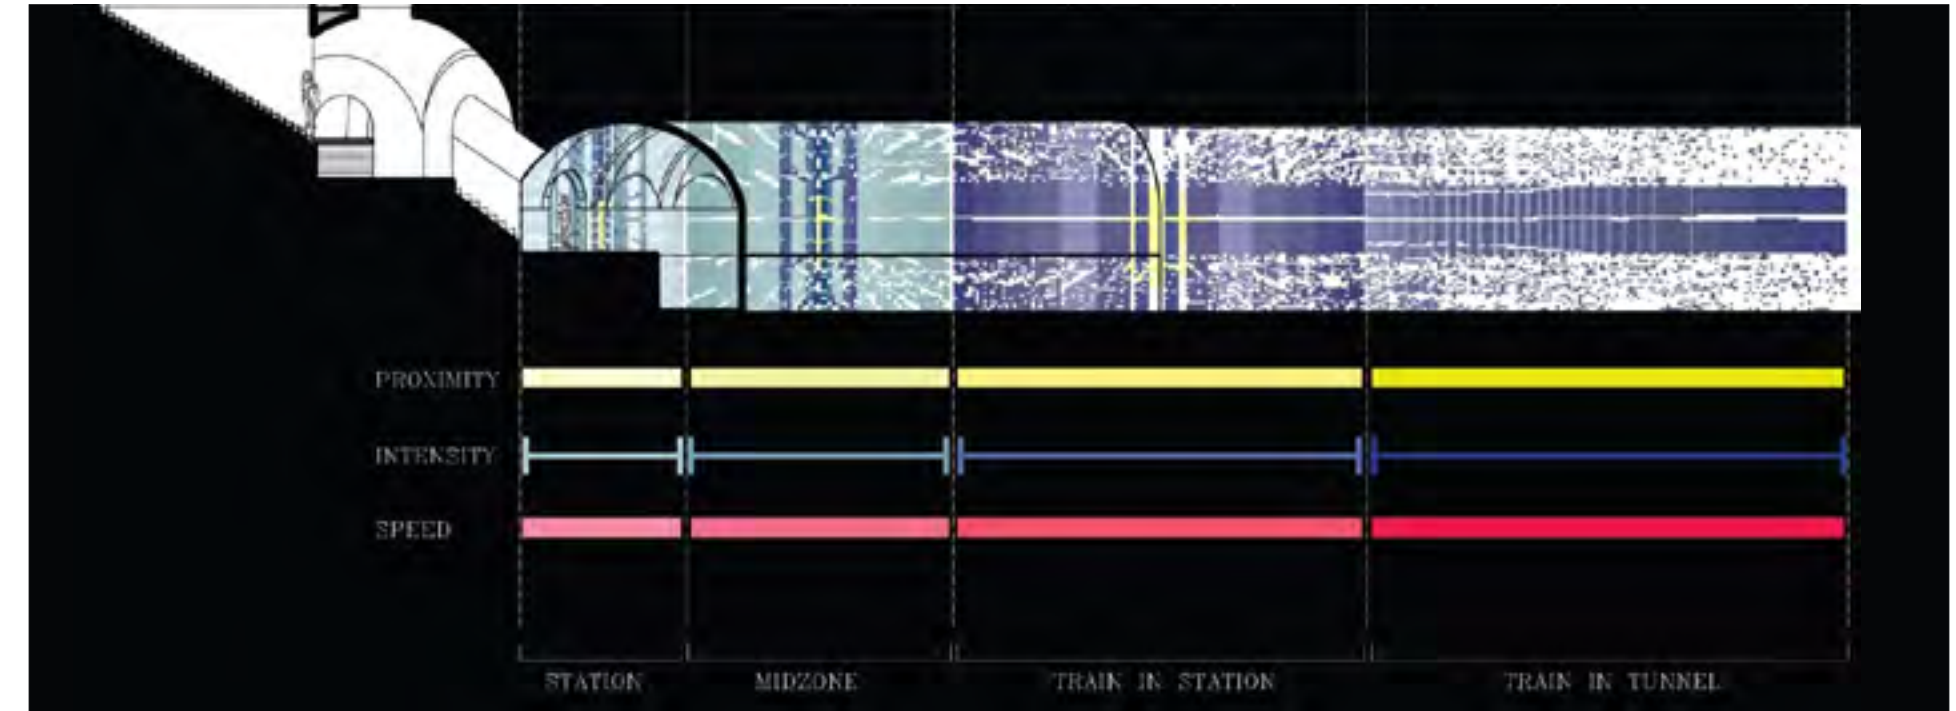 PROXIMITY
INTENSITY
SPEED
STATION MIDZONE TRAIN IN STATION TRAIN IN TUNNEL